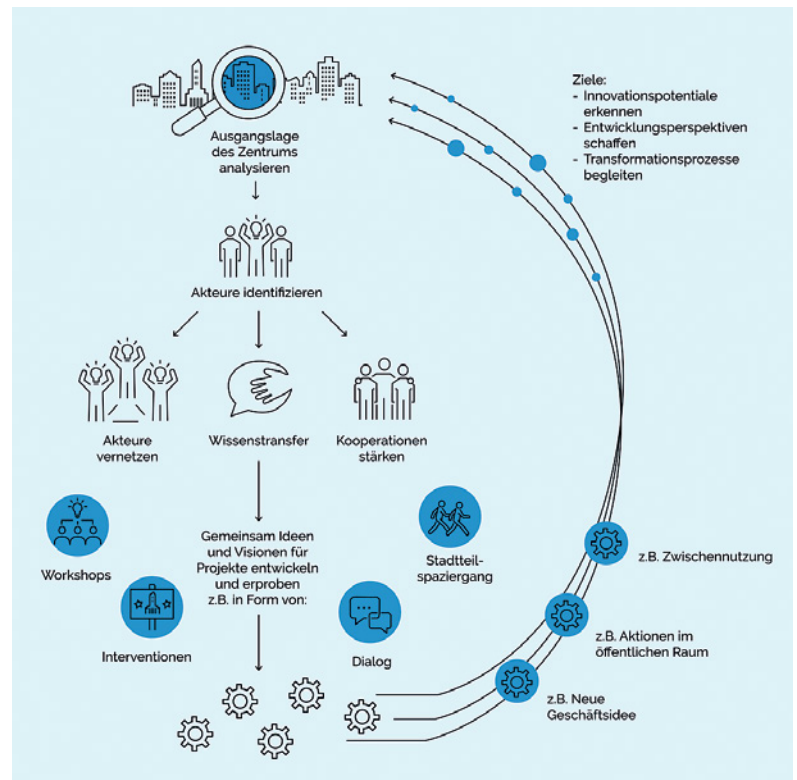 Ausgangslage
des Zentrums
analysieren
Ziele:
- Innovationspotentiale
erkennen
- Entwicklungsperspektiven
schaffen
- Transformationsprozesse
begleiten
Akteure identifizieren
Akteure
vernetzen
Wissenstransfer
Kooperationen
stärken
Workshops
Interventionen
Gemeinsam Ideen
und Visionen für
Projekte entwickeln
und erproben
z.B. in Form von:
Stadtteil-
spaziergang
Dialog
z.B. Zwischennutzung
z.B. Aktionen im
öffentlichen Raum
z.B. Neue
Geschäftsidee